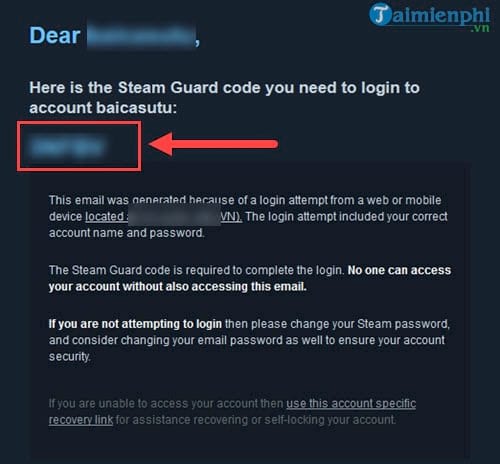 Taimienphi
.vn
Dear
Here is the Steam Guard code you need to login to
account baicasutu:
This email was generated because of a login attempt from a web or mobile
device located VN). The login attempt included your correct
account name and password.
The Steam Guard code is required to complete the login. No one can access
your account without also accessing this email.
If you are not attempting to login then please change your Steam password,
and consider changing your email password as well to ensure your account
security.
If you are unable to access your account then use this account specific
recovery link for assistance recovering or self-locking your account.